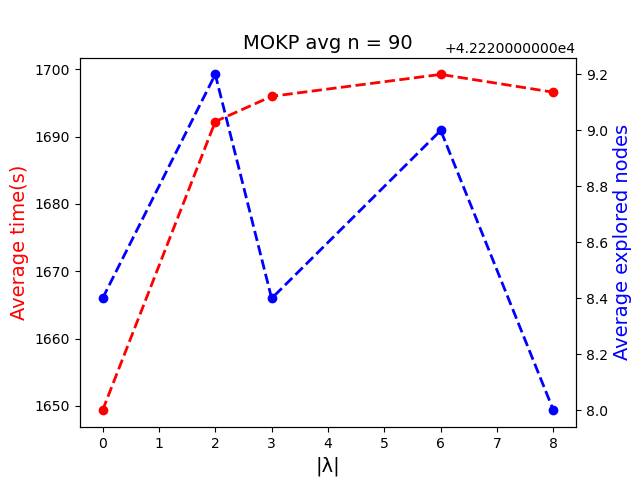 MOKP avg n = 90
+4.2220000000e4
Average time(s)
1700
1690
1680
1670
1660
1650
9.2
9.0
8.8
8.6
8.4
8.2
8.0
Average explored nodes
0 1 2 3 4 5 6 7 8
|λ|